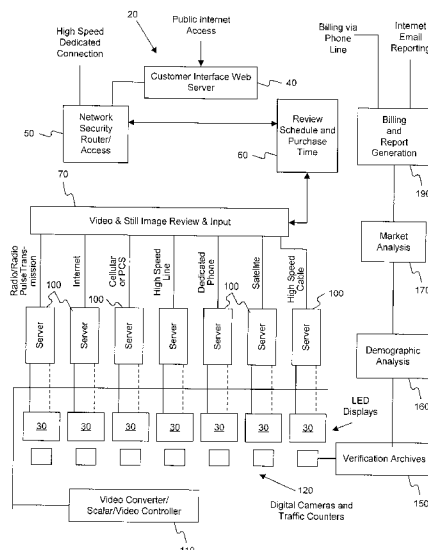 20
Public internet
Access
High Speed
Dedicated
Connection
Billing via
Phone
Line
Internet
Email
Reporting
Customer Interface Web
Server
40
50
Network
Security
Router/
Access
Review
Schedule and
Purchase
Time
60
Billing
and
Report
Generation
190
70
Video & Still Image Review & Input
Market
Analysis
170
Radio/Radio
PulseTrans-
mission
Internet
Cellular
or PCS
High Speed
Line
Dedicated
Phone
Satellite
High Speed
Cable
100
100
100
100
Server
Server
Server
Server
Server
Server
Server
Demographic
Analysis
160
LED
Displays
30
30
30
30
30
30
30
Verification Archives
150
120
Digital Cameras and
Traffic Counters
Video Converter/
Scalar/Video Controller
110